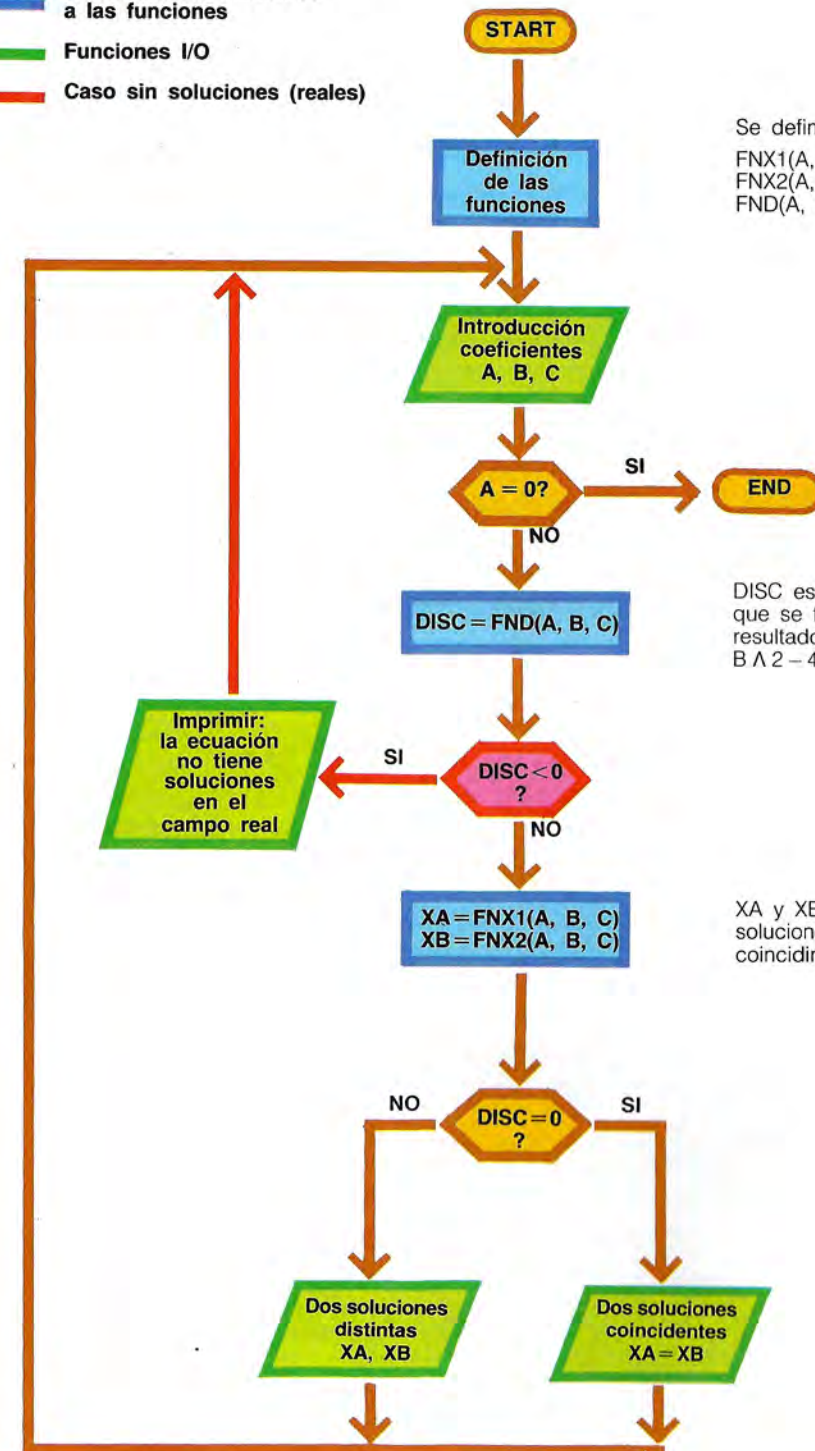 a las funciones
Funciones I/O
Caso sin soluciones (reales)
START
Definición
de las
funciones
Se
FNX1(A,
FNX2(A,
FND(A,
Introducción
coeficientes
A, B, C
A = 0?
SI
END
NO
DISC = FND(A, B, C)
DISC es
que se
resultado
B Λ 2 – 4
Imprimir:
la ecuación
no tiene
soluciones
en el
campo real
SI
DISC<0
?
NO
XA=FNX1(A, B, C)
XB=FNX2(A, B, C)
XA y XB
NO
DISC=0
?
SI
Dos soluciones
distintas
XA, XB
Dos soluciones
coincidentes
XA=XB